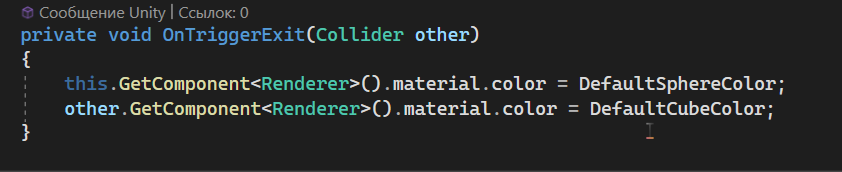 Сообщение Unity | Ссылок: 0
private void OnTriggerExit(Collider other)
{
this.GetComponent<Renderer>().material.color = DefaultSphereColor;
other.GetComponent<Renderer>().material.color = DefaultCubeColor;
}